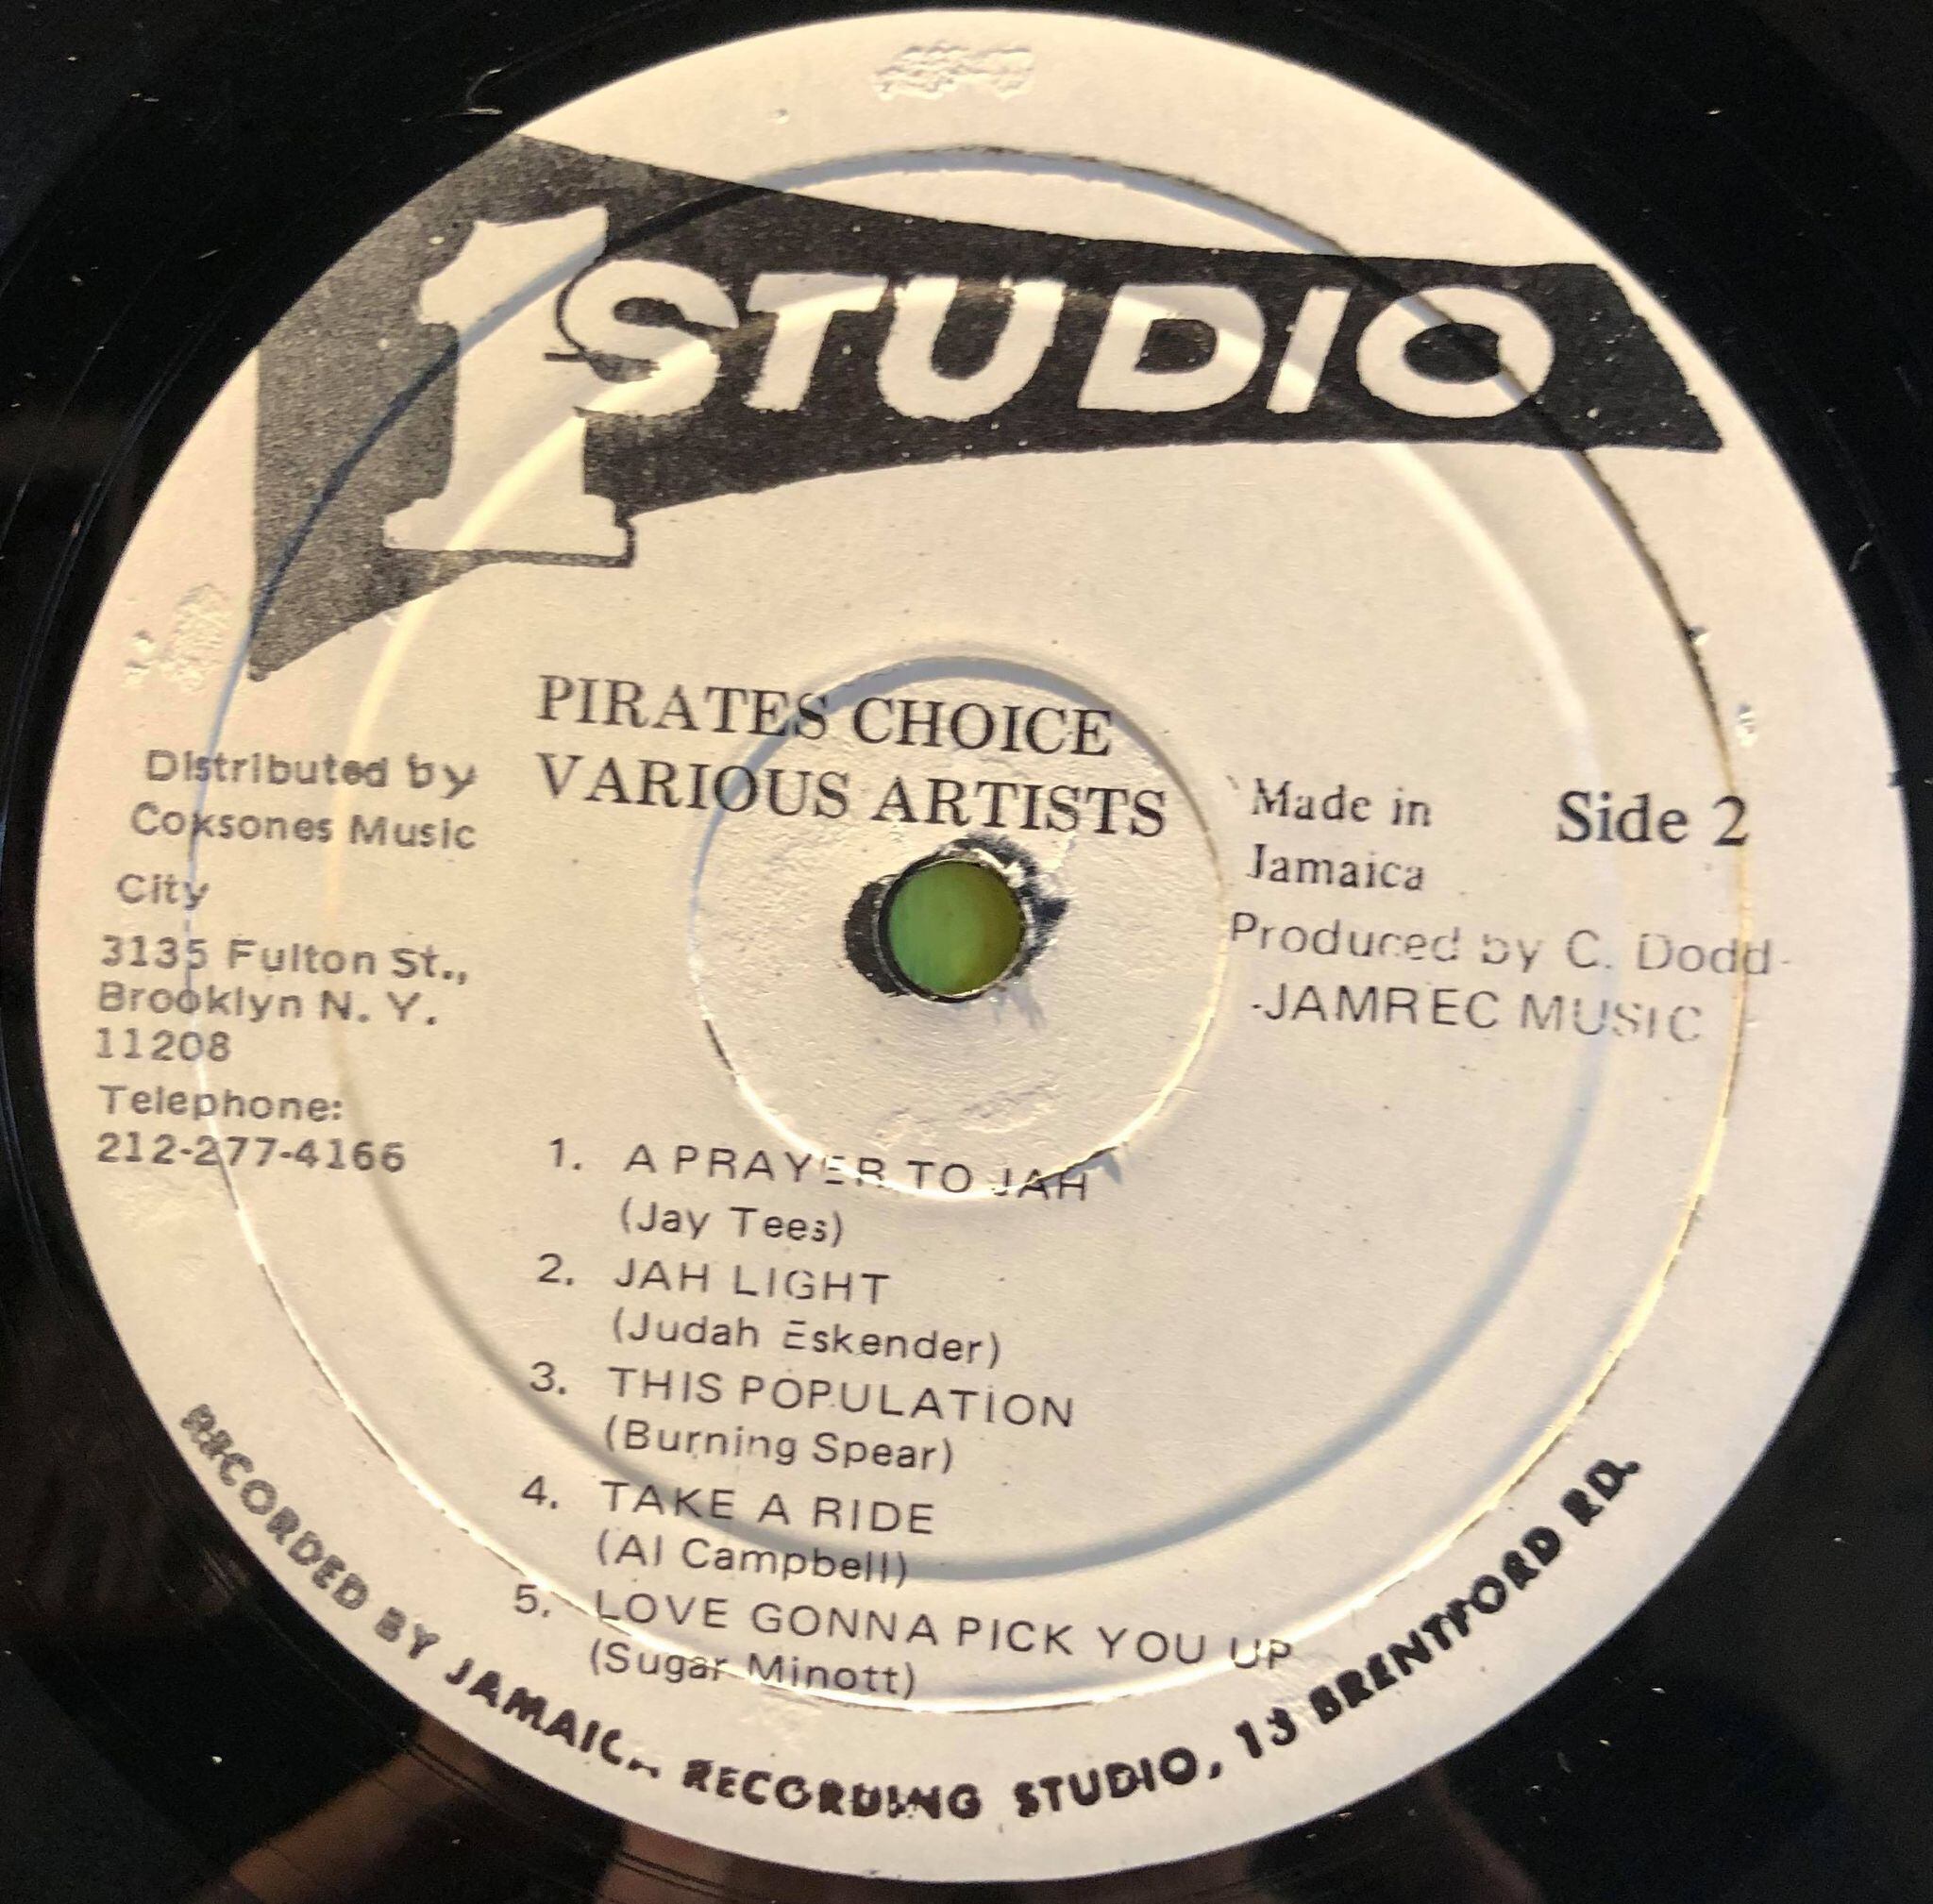 1 STUDIO
PIRATES CHOICE
VARIOUS ARTISTS
Distributed by
Coxsones Music
City
3135 Fulton St.,
Brooklyn N. Y.
11208
Telephone:
212-277-4166
Made in
Jamaica
Side 2
Produced by C. Dodd-
-JAMREC MUSIC
1. A PRAYER TO JAH
(Jay Tees)
2. JAH LIGHT
(Judah Eskender)
3. THIS POPULATION
(Burning Spear)
4. TAKE A RIDE
(Al Campbell)
5. LOVE GONNA PICK YOU UP
(Sugar Minott)
RECORDED BY JAMAICA RECORDING STUDIO, 13 BRENTFORD RD.